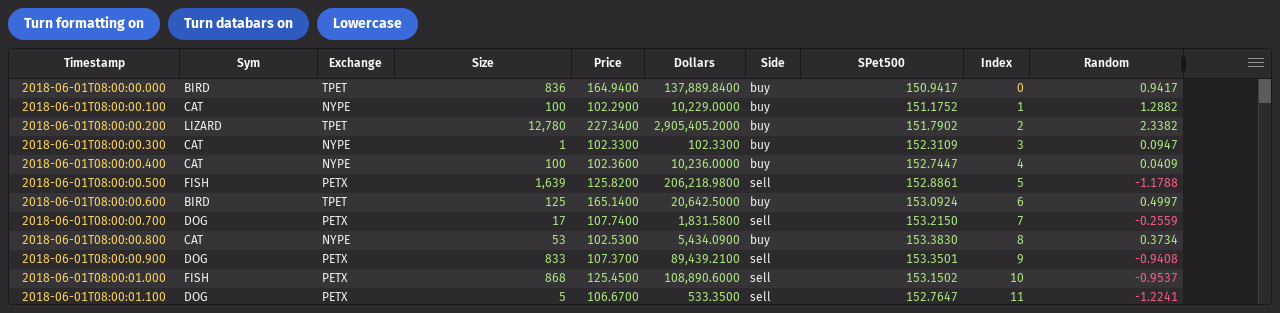 Turn formatting on Turn databars on Lowercase
Timestamp Sym Exchange Size Price Dollars Side SPet500 Index Random
2018-06-01T08:00:00.000 BIRD TPET 836 164.9400 137,889.8400 buy 150.9417 0 0.9417
2018-06-01T08:00:00.100 CAT NYPE 100 102.2900 10,229.0000 buy 151.1752 1 1.2882
2018-06-01T08:00:00.200 LIZARD TPET 12,780 227.3400 2,905,405.2000 buy 151.7902 2 2.3382
2018-06-01T08:00:00.300 CAT NYPE 1 102.3300 102.3300 buy 152.3109 3 0.0947
2018-06-01T08:00:00.400 CAT NYPE 100 102.3600 10,236.0000 buy 152.7447 4 0.0409
2018-06-01T08:00:00.500 FISH PETX 1,639 125.8200 206,218.9800 sell 152.8861 5 -1.1788
2018-06-01T08:00:00.600 BIRD TPET 125 165.1400 20,642.5000 buy 153.0924 6 0.4997
2018-06-01T08:00:00.700 DOG PETX 17 107.7400 1,831.5800 sell 153.2150 7 -0.2559
2018-06-01T08:00:00.800 CAT NYPE 53 102.5300 5,434.0900 buy 153.3830 8 0.3734
2018-06-01T08:00:00.900 DOG PETX 833 107.3700 89,439.2100 sell 153.3501 9 -0.9408
2018-06-01T08:00:01.000 FISH PETX 868 125.4500 108,890.6000 sell 153.1502 10 -0.9537
2018-06-01T08:00:01.100 DOG PETX 5 106.6700 533.3500 sell 152.7647 11 -1.2241